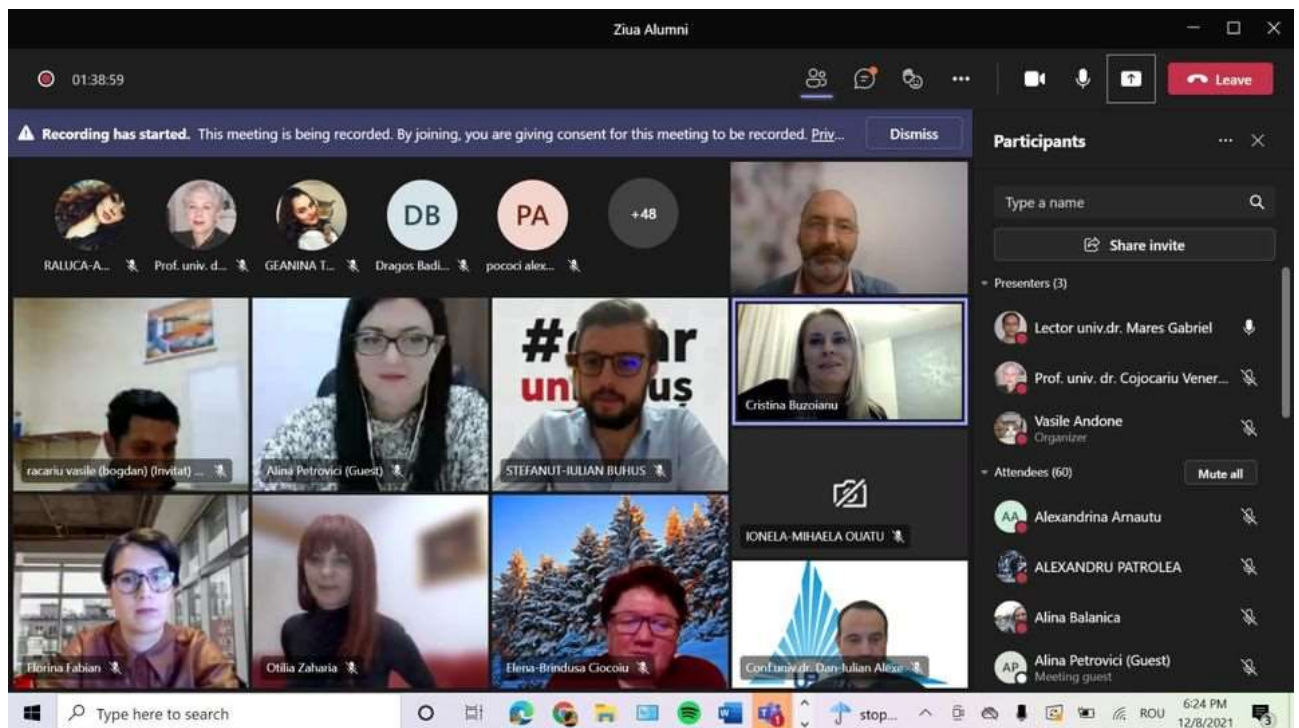 Ziua Alumni
01:38:59
Leave
Recording has started. This meeting is being recorded. By joining, you are giving consent for this meeting to be recorded. Priv...
Dismiss
DB
PA
+48
RALUCA-A...
Prof. univ. d...
GEANINA T...
Dragos Badi...
pococi alex...
racariu vasile (bogdan) (Invitat) ...
Alina Petrovici (Guest)
#
STEFANUT-IULIAN BUHUS
Cristina Buzoianu
IONELA-MIHAELA OUATU
Florina Fabian
Otilia Zaharia
Elena-Brindusa Ciocoiu
Conf.univ.dr. Dan-Iulian Alexe
Participants
Type a name
Share invite
Presenters (3)
Lector univ.dr. Mares Gabriel
Prof. univ. dr. Cojocariu Vener...
Vasile Andone
Organizer
Attendees (60)
Mute all
AA
Alexandrina Arnautu
ALEXANDRU PATROLEA
Alina Balanica
AP
Alina Petrovici (Guest)
Meeting guest
Type here to search
stop...
ROU
6:24 PM
12/8/2021
3